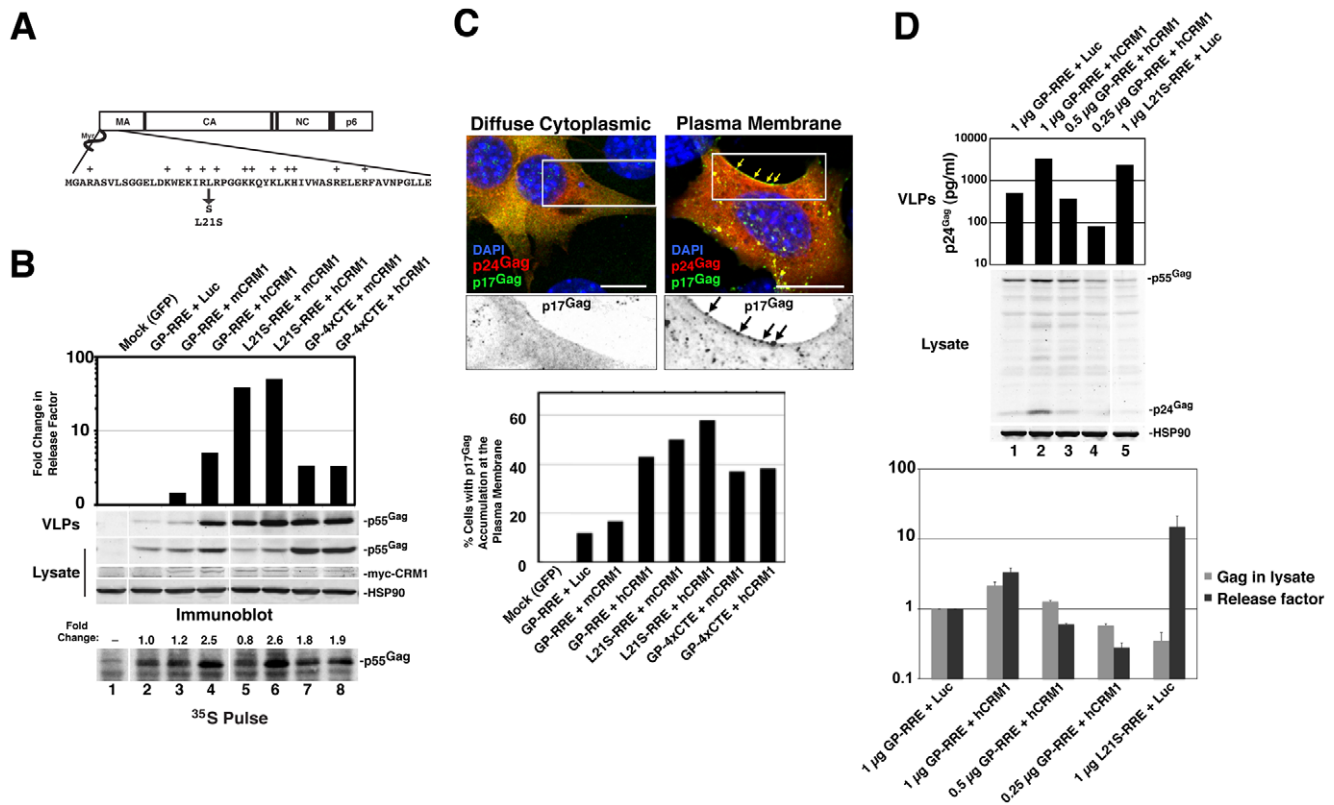 A
Myr
MA CA NC p6
+ + + + + ++ + + + +
MGARASVLSGGELDKWEKIRLRPGGKKQYKLKHIVWASRELERFAVNPGLLE
S
L21S
B
Mock (GFP)
GP-RRE + Luc
GP-RRE + mCRM1
GP-RRE + hCRM1
L21S-RRE + mCRM1
L21S-RRE + hCRM1
GP-4xCTE + mCRM1
GP-4xCTE + hCRM1
Fold Change in
Release Factor
100
10
0
VLPs
-p55Gag
Lysate
-p55Gag
-myc-CRM1
-HSP90
Immunoblot
Fold
Change: – 1.0 1.2 2.5 0.8 2.6 1.8 1.9
-p55Gag
1 2 3 4 5 6 7 8
35S Pulse
C
Diffuse Cytoplasmic
Plasma Membrane
DAPI
p24Gag
p17Gag
DAPI
p24Gag
p17Gag
p17Gag
p17Gag
% Cells with p17Gag
Accumulation at the
Plasma Membrane
60
40
20
0
Mock (GFP)
GP-RRE + Luc
GP-RRE + mCRM1
GP-RRE + hCRM1
L21S-RRE + mCRM1
L21S-RRE + hCRM1
GP-4xCTE + mCRM1
GP-4xCTE + hCRM1
D
1 µg GP-RRE + Luc
1 µg GP-RRE + hCRM1
0.5 µg GP-RRE + hCRM1
0.25 µg GP-RRE + hCRM1
1 µg L21S-RRE + Luc
VLPs
p24Gag (pg/ml)
10000
1000
100
10
-p55Gag
Lysate
-p24Gag
-HSP90
1 2 3 4 5
100
10
1
0.1
Gag in lysate
Release factor
1 µg GP-RRE + Luc
1 µg GP-RRE + hCRM1
0.5 µg GP-RRE + hCRM1
0.25 µg GP-RRE + hCRM1
1 µg L21S-RRE + Luc